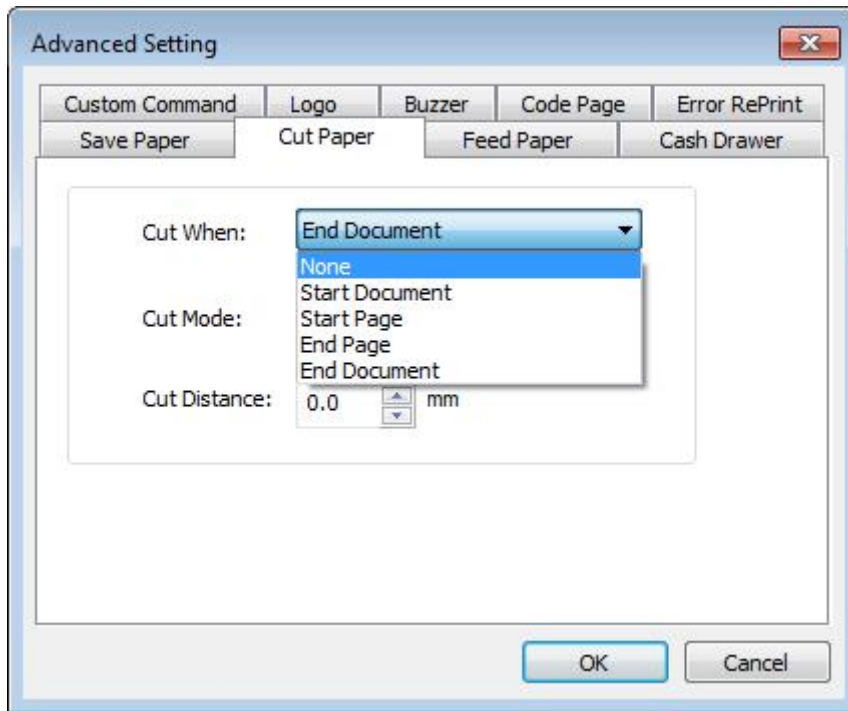 Advanced Setting
Custom Command Logo Buzzer Code Page Error RePrint
Save Paper Cut Paper Feed Paper Cash Drawer
Cut When: End Document
None
Start Document
Cut Mode: Start Page
End Page
End Document
Cut Distance: 0.0 mm
OK Cancel